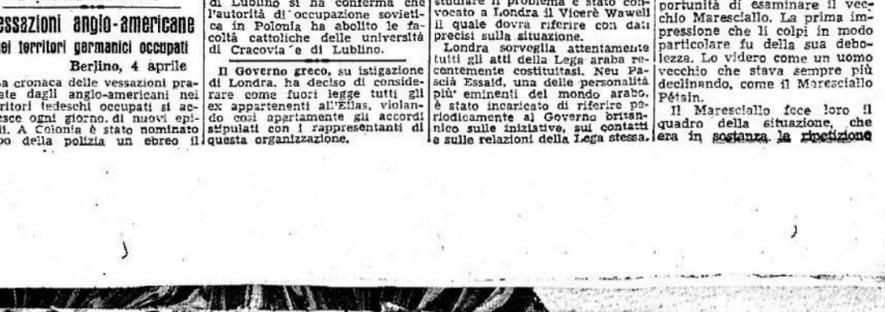 essazioni anglo-americane
nei territori germanici occupati
Berlino, 4 aprile
a cronaca delle vessazioni pra-
ate dagli anglo-americani nei
ritori tedeschi occupati si ac-
esce ogni giorno. di nuovi epi-
di. A Colonia è stato nominato
po della polizia un ebreo il
di Lublino si ha conferma che
l'autorità di occupazione sovieti-
ca in Polonia ha abolito le fa-
coltà cattoliche delle università
di Cracovia e di Lublino.
Il Governo greco, su istigazione
di Londra, ha deciso di conside-
rare come fuori legge tutti gli
ex appartenenti all'Ellas, violan-
do così apertamente gli accordi
stipulati con i rappresentanti di
questa organizzazione.
studiare il problema è stato con-
vocato a Londra il Vicerè Wawell
il quale dovrà riferire con dati
precisi sulla situazione.
Londra sorveglia attentamente
tutti gli atti della Lega araba re-
centemente costituitasi. Neu Pa-
scià Essaid, una delle personalità
più eminenti del mondo arabo,
è stato incaricato di riferire pe-
riodicamente al Governo britan-
nico sulle iniziative, sui contatti
e sulle relazioni della Lega stessa.
portunità di esaminare il vec-
chio Maresciallo. La prima im-
pressione che li colpì in modo
particolare fu della sua debo-
lezza. Lo videro come un uomo
vecchio che stava sempre più
declinando, come il Maresciallo
Pétain.
Il Maresciallo fece loro il
quadro della situazione, che
era in sostanza la ripetizione